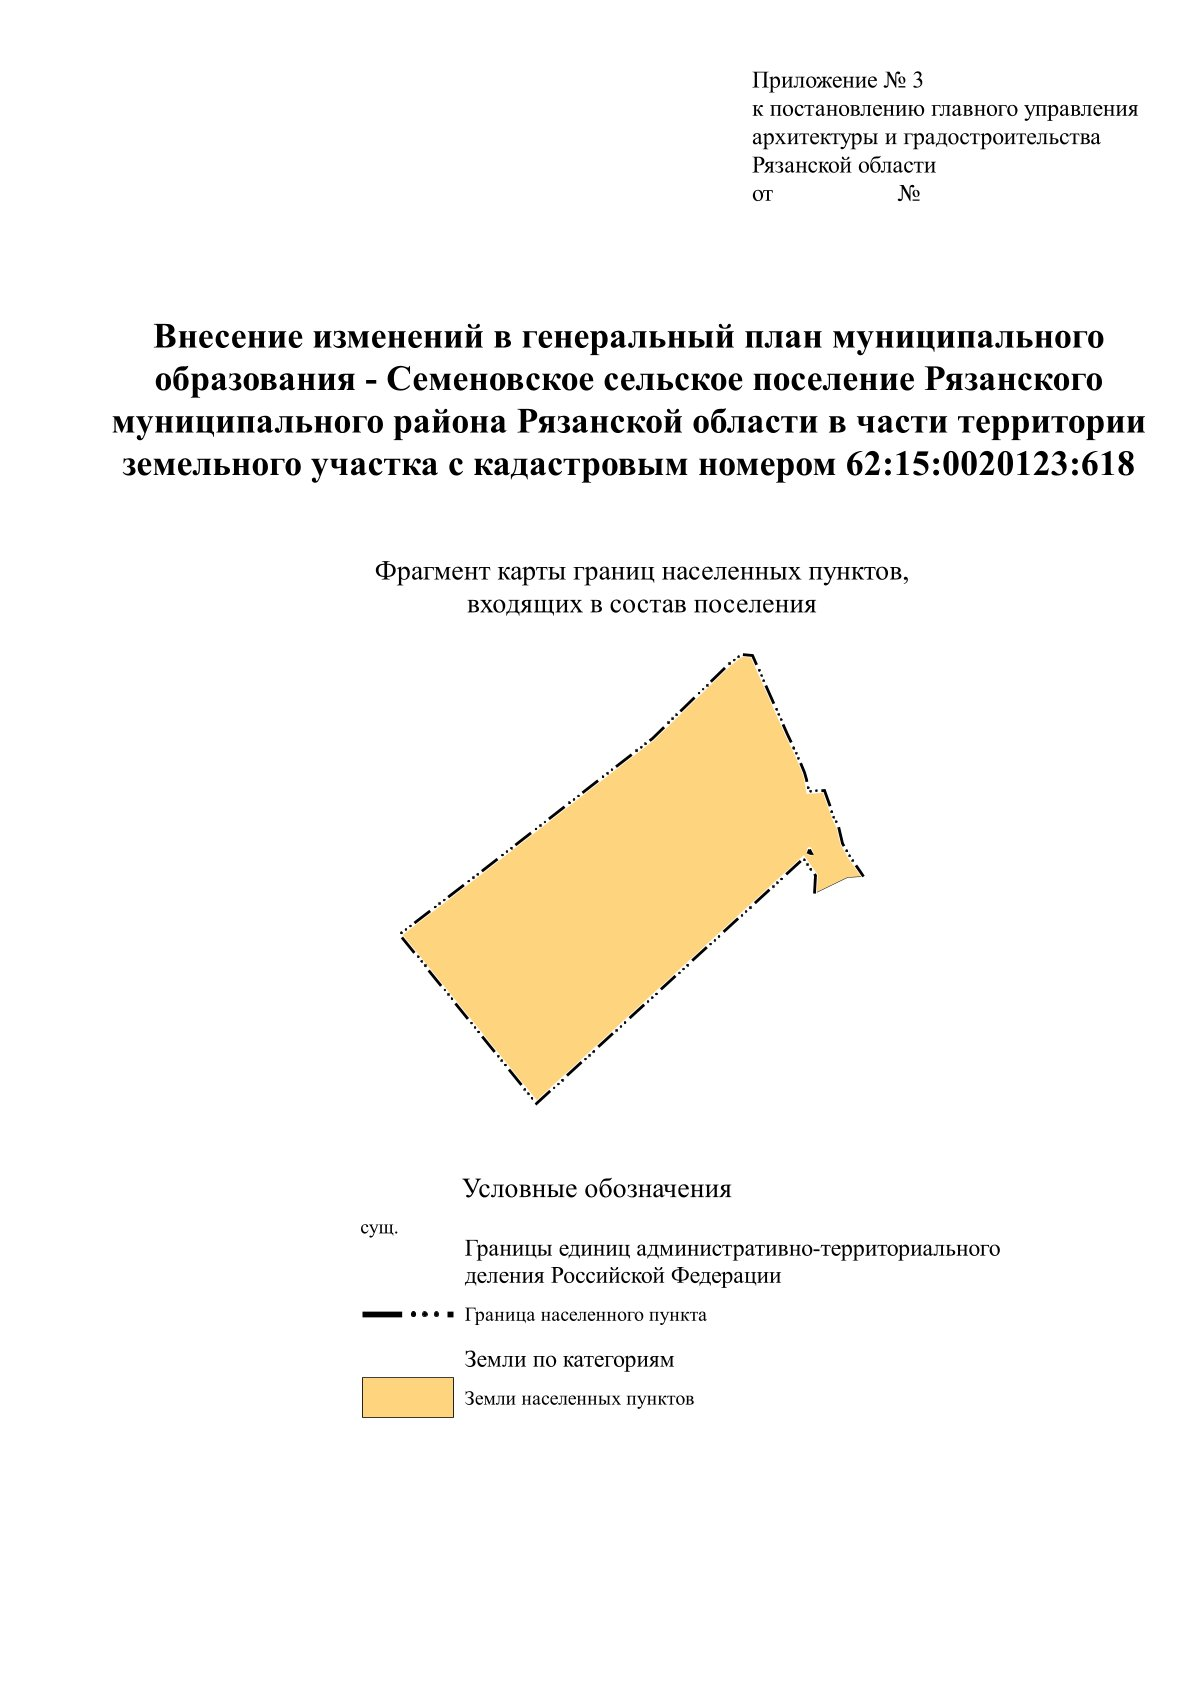 Приложение № 3
к постановлению главного управления
архитектуры и градостроительства
Рязанской области
от №
Внесение изменений в генеральный план муниципального
образования - Семеновское сельское поселение Рязанского
муниципального района Рязанской области в части территории
земельного участка с кадастровым номером 62:15:0020123:618
Фрагмент карты границ населенных пунктов,
входящих в состав поселения
Условные обозначения
сущ.
Границы единиц административно-территориального
деления Российской Федерации
Граница населенного пункта
Земли по категориям
Земли населенных пунктов